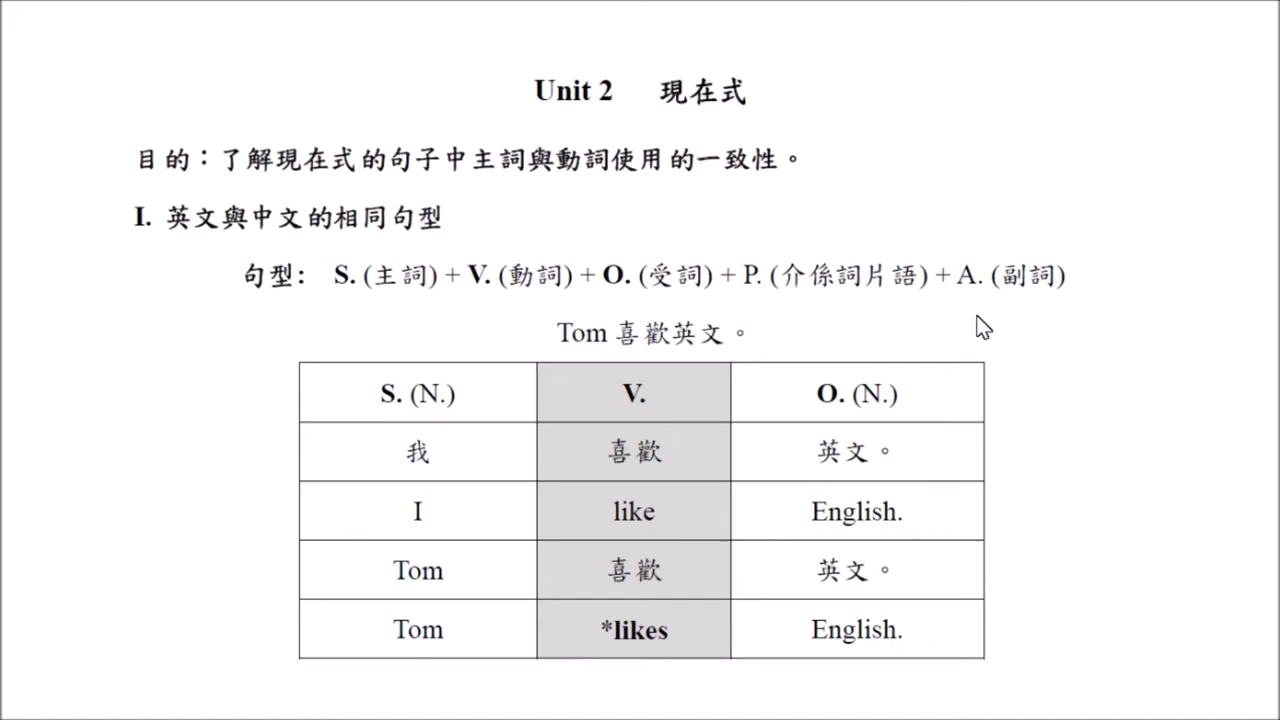 Unit 2 現在式
目的：了解現在式的句子中主詞與動詞使用的一致性。
I. 英文與中文的相同句型
句型: S. (主詞) + V. (動詞) + O. (受詞) + P. (介係詞片語) + A. (副詞)
Tom 喜歡英文。
S. (N.) V. O. (N.)
我 喜歡 英文。
I like English.
Tom 喜歡 英文。
Tom *likes English.